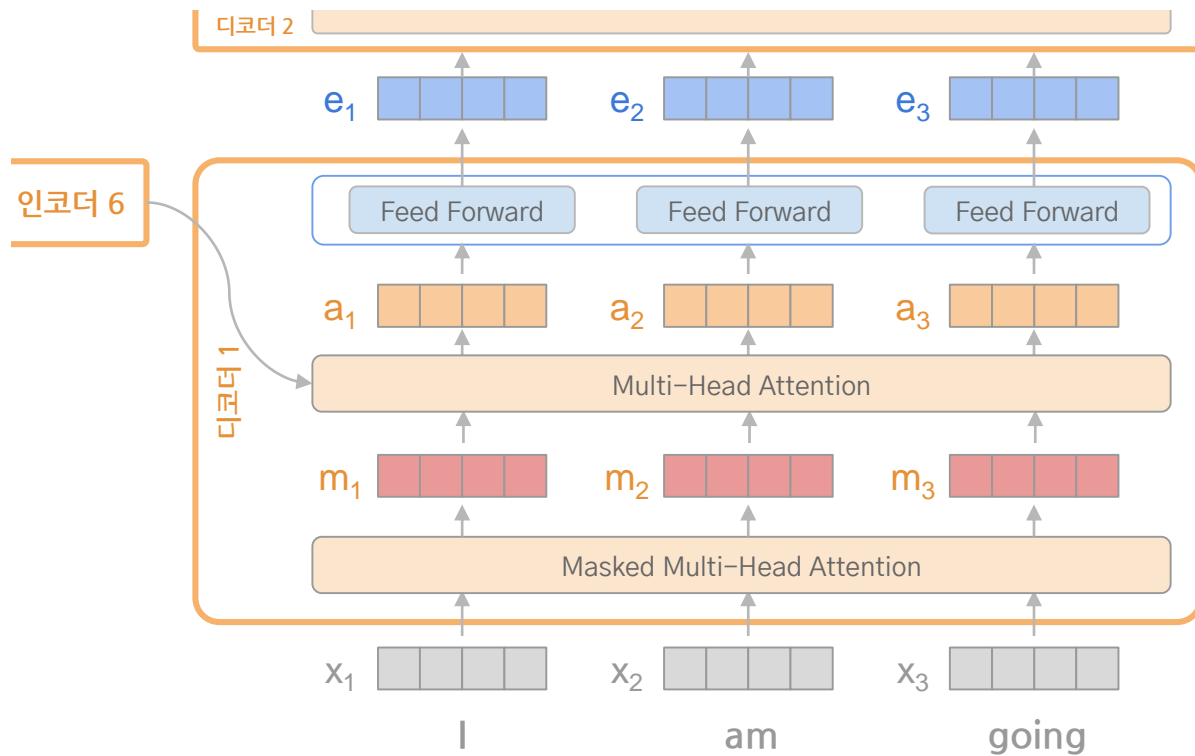 디코더 2
e1 e2 e3
인코더 6
Feed Forward Feed Forward Feed Forward
a1 a2 a3
디코더 1
Multi-Head Attention
m1 m2 m3
Masked Multi-Head Attention
x1 x2 x3
I am going